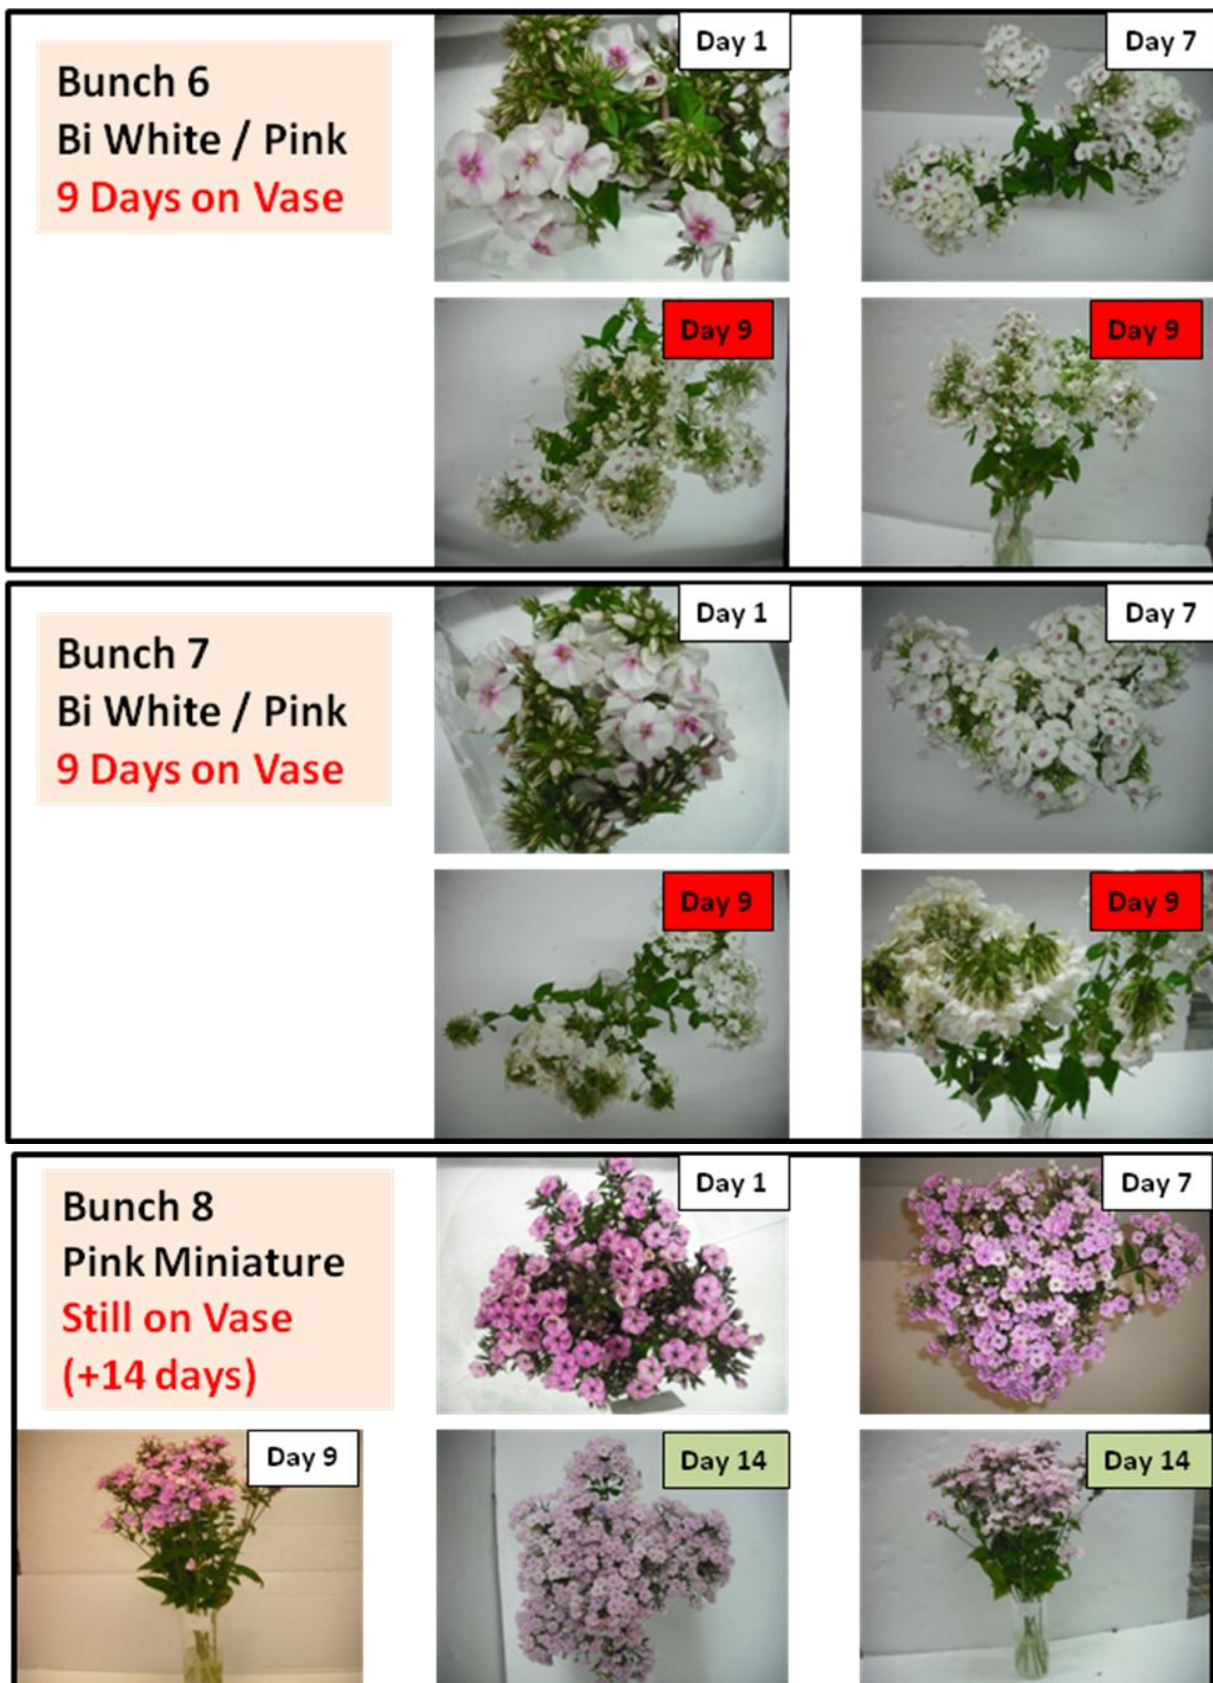 Bunch 6
Bi White / Pink
9 Days on Vase
Day 1
Day 7
Day 9
Day 9
Bunch 7
Bi White / Pink
9 Days on Vase
Day 1
Day 7
Day 9
Day 9
Bunch 8
Pink Miniature
Still on Vase
(+14 days)
Day 1
Day 7
Day 9
Day 14
Day 14